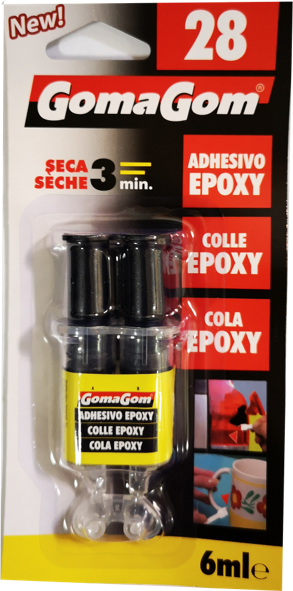 New!
28
GomaGom®
SECA
SÈCHE 3 min.
ADHESIVO
EPOXY
COLLE
EPOXY
COLA
EPOXY
GomaGom
ADHESIVO EPOXY
COLLE EPOXY
COLA EPOXY
6ml℮